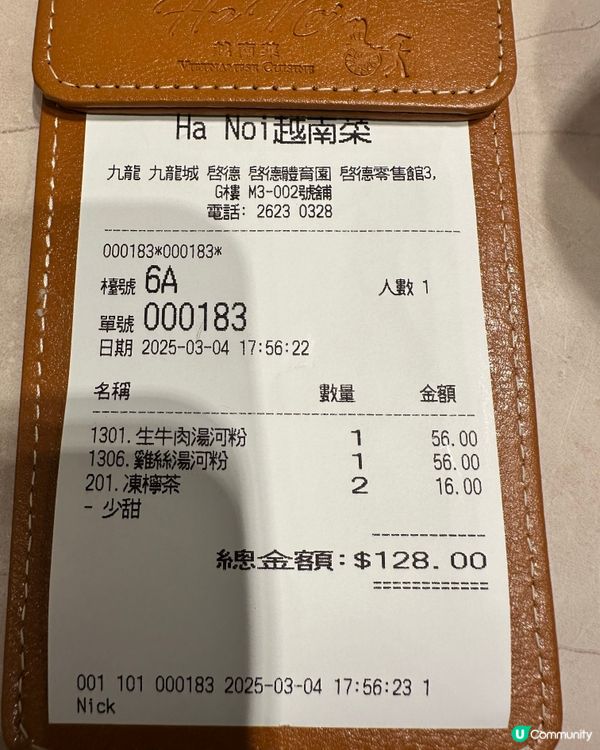 Ha Noi
越南菜
VIETNAMESE CUISINE
Ha Noi越南菜
九龍 九龍城 啓德 啓德體育園 啓德零售館3,
G樓 M3-002號舖
電話: 2623 0328
000183*000183*
檯號 6A 人數 1
單號 000183
日期 2025-03-04 17:56:22
名稱 數量 金額
1301. 生牛肉湯河粉 1 56.00
1306. 雞絲湯河粉 1 56.00
201. 凍檸茶 2 16.00
- 少甜
總金額: $128.00
001 101 000183 2025-03-04 17:56:23 1
Nick
U Community